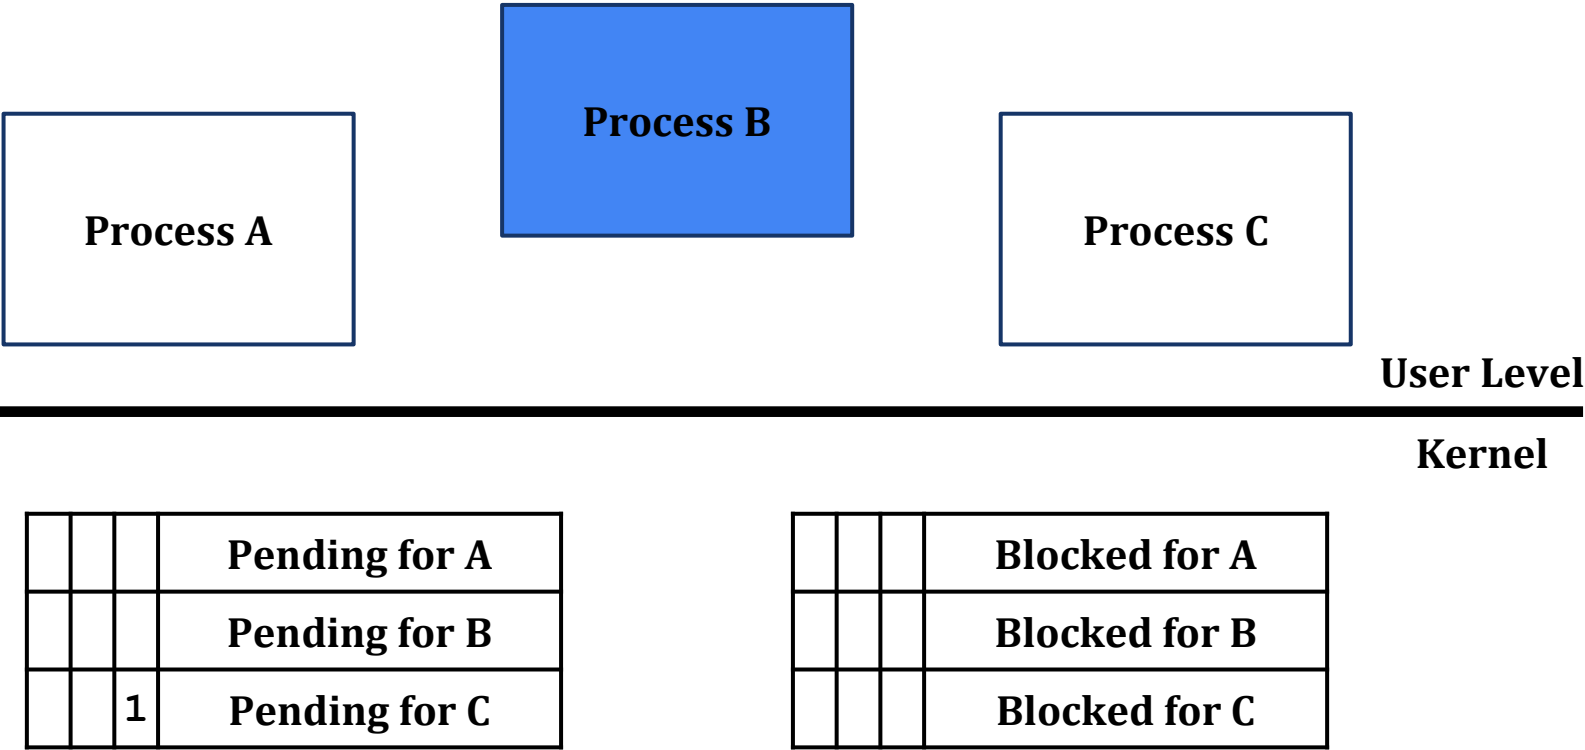 Process B
Process A
Process C
User Level
Kernel
Pending for A
Blocked for A
Pending for B
Blocked for B
1 Pending for C
Blocked for C